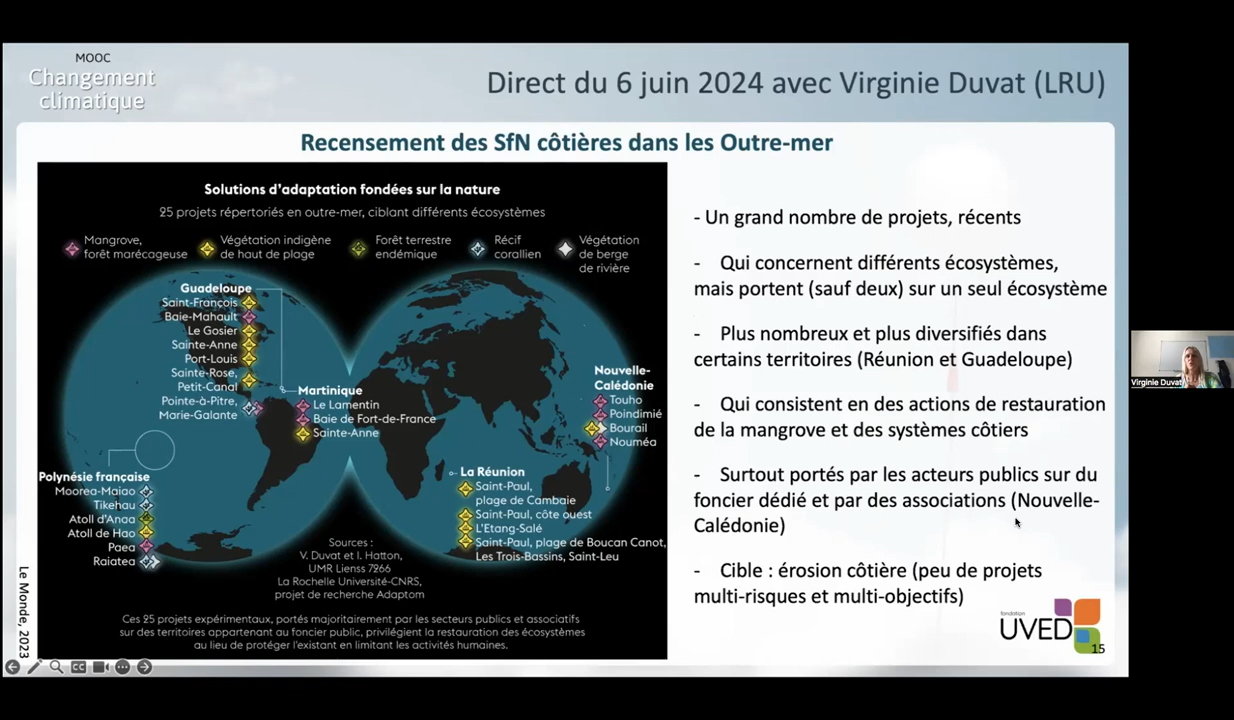 MOOC
Changement
climatique
Direct du 6 juin 2024 avec Virginie Duvat (LRU)
Recensement des SfN côtières dans les Outre-mer
Solutions d'adaptation fondées sur la nature
25 projets répertoriés en outre-mer, ciblant différents écosystèmes
Mangrove,
forêt marécageuse
Végétation indigène
de haut de plage
Forêt terrestre
endémique
Récif
corallien
Végétation
de berge
de rivière
Guadeloupe
Saint-François
Baie-Mahault
Le Gosier
Sainte-Anne
Port-Louis
Sainte-Rose,
Petit-Canal
Pointe-à-Pitre,
Marie-Galante
Martinique
Le Lamentin
Baie de Fort-de-France
Sainte-Anne
Nouvelle-
Calédonie
Touho
Poindimié
Bourail
Nouméa
Polynésie française
Moorea-Maiao
Tikehau
Atoll d'Anaa
Atoll de Hao
Paea
Raiatea
La Réunion
Saint-Paul,
plage de Cambaie
Saint-Paul, côte ouest
L'Etang-Salé
Saint-Paul, plage de Boucan Canot,
Les Trois-Bassins, Saint-Leu
Sources :
V. Duvat et I. Hatton,
UMR Lienss 7266
La Rochelle Université-CNRS,
projet de recherche Adaptom
Ces 25 projets expérimentaux, portés majoritairement par les secteurs publics et associatifs
sur des territoires appartenant au foncier public, privilégient la restauration des écosystèmes
au lieu de protéger l'existant en limitant les activités humaines.
Le Monde, 2023
- Un grand nombre de projets, récents
- Qui concernent différents écosystèmes,
mais portent (sauf deux) sur un seul écosystème
- Plus nombreux et plus diversifiés dans
certains territoires (Réunion et Guadeloupe)
- Qui consistent en des actions de restauration
de la mangrove et des systèmes côtiers
- Surtout portés par les acteurs publics sur du
foncier dédié et par des associations (Nouvelle-
Calédonie)
- Cible : érosion côtière (peu de projets
multi-risques et multi-objectifs)
fondation
UVED
15
CC
Virginie Duvat